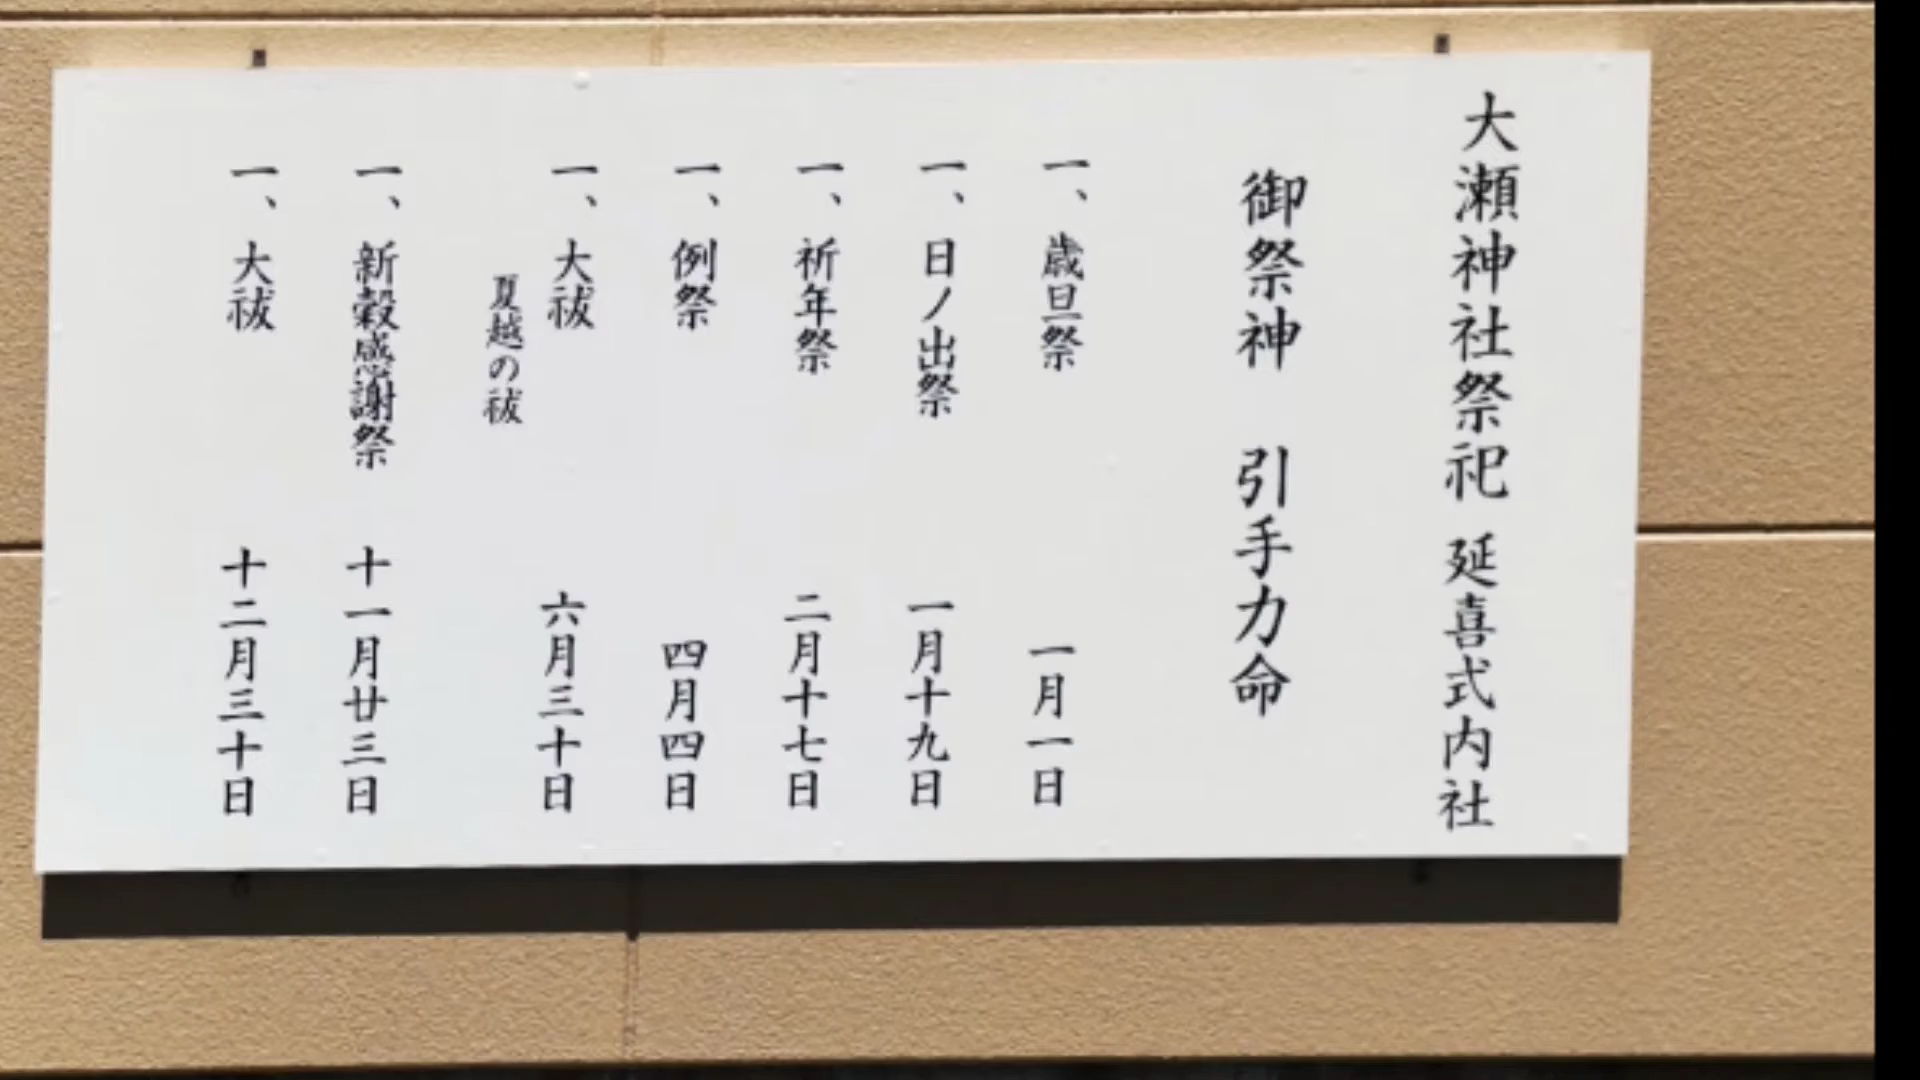 大瀬神社祭祀 延喜式内社
御祭神 引手力命
一、歳旦祭 一月一日
一、日ノ出祭 一月十九日
一、祈年祭 二月十七日
一、例祭 四月四日
一、大祓 六月三十日
夏越の祓
一、新穀感謝祭 十一月廿三日
一、大祓 十二月三十日